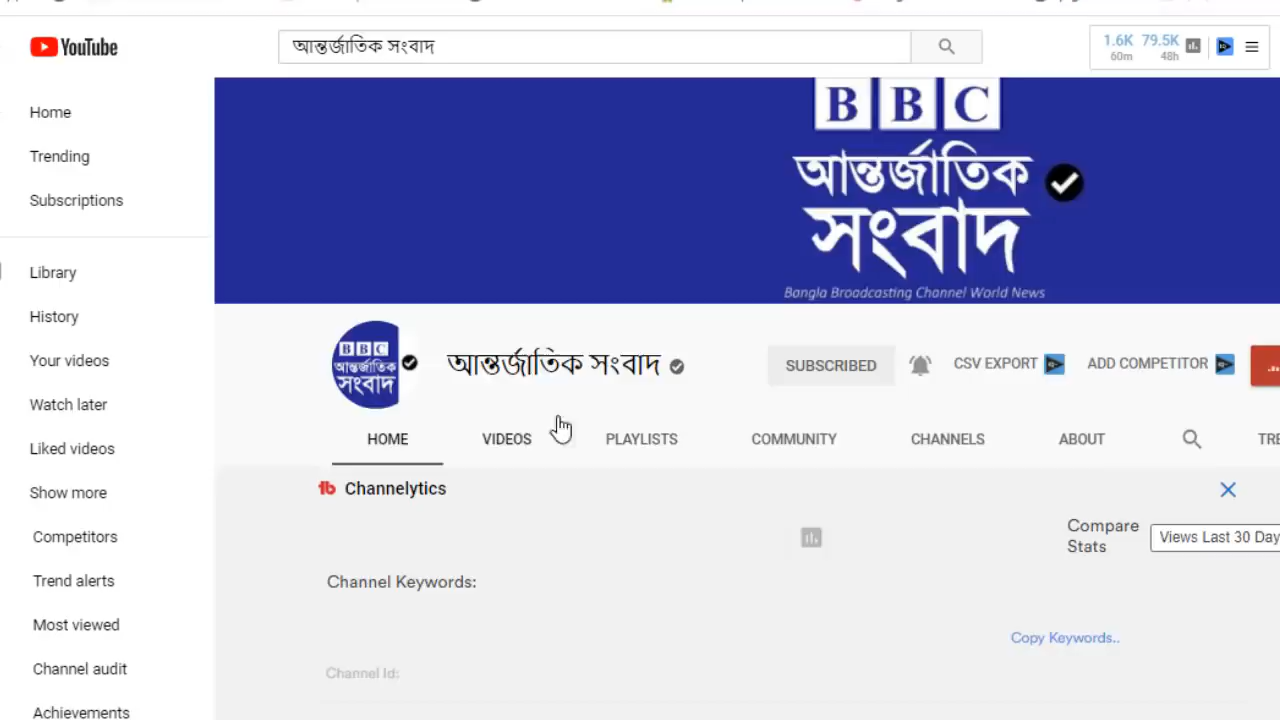 YouTube
আন্তর্জাতিক সংবাদ
1.6K 79.5K
60m 48h
Home
Trending
Subscriptions
Library
History
Your videos
Watch later
Liked videos
Show more
Competitors
Trend alerts
Most viewed
Channel audit
Achievements
BBC
আন্তর্জাতিক
সংবাদ
Bangla Broadcasting Channel World News
BBC
আন্তর্জাতিক
সংবাদ
আন্তর্জাতিক সংবাদ
SUBSCRIBED
CSV EXPORT
ADD COMPETITOR
HOME VIDEOS PLAYLISTS COMMUNITY CHANNELS ABOUT TRE
tb Channelytics
Compare
Stats
Views Last 30 Day
Channel Keywords:
Copy Keywords..
Channel Id: